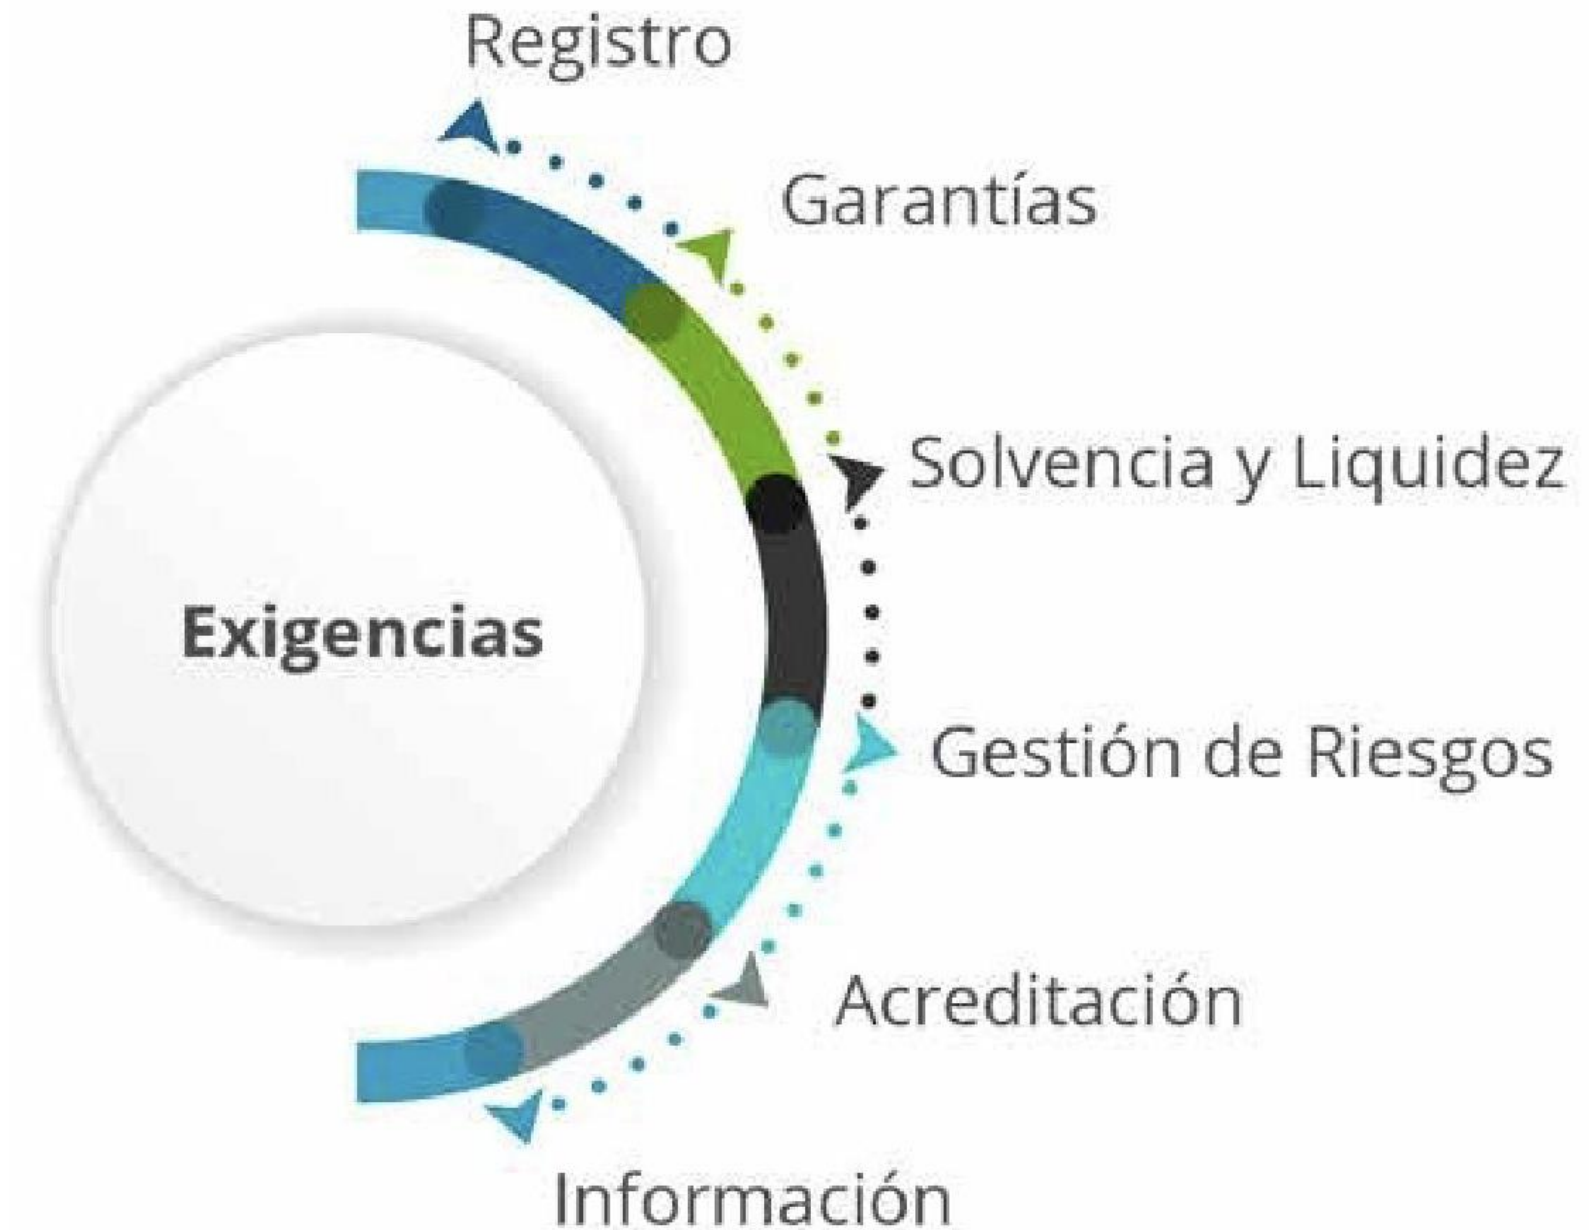 Registro
Garantías
Solvencia y Liquidez
Exigencias
Gestión de Riesgos
Acreditación
Información